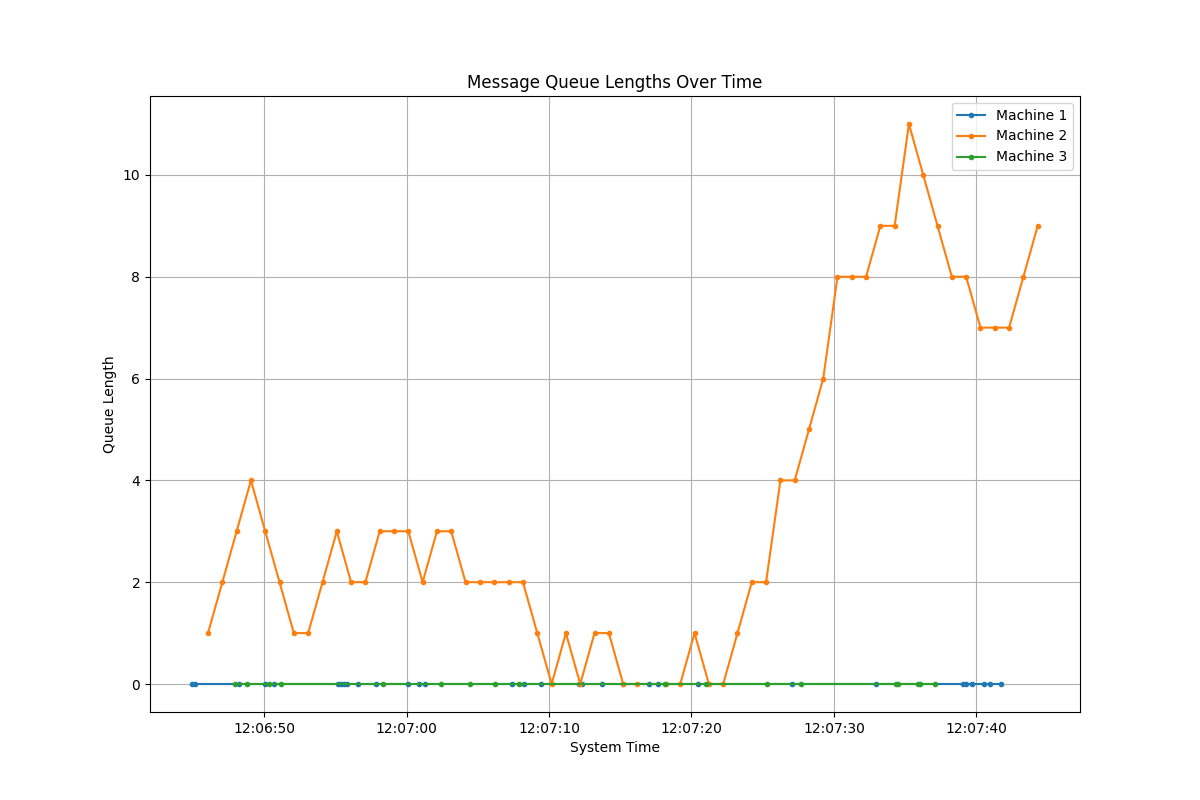 Message Queue Lengths Over Time
Machine 1
Machine 2
Machine 3
Queue Length
10
8
6
4
2
0
12:06:50
12:07:00
12:07:10
12:07:20
12:07:30
12:07:40
System Time